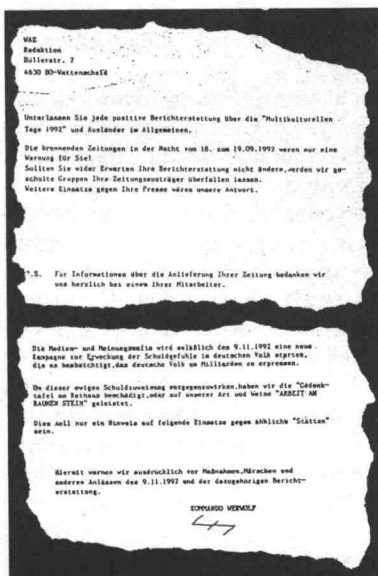 WAZ
Redaktion
Büllerstr. 7
4630 BO-Wattenscheid
Unterlassen Sie jede positive Berichterstattung über die "Multikulturellen
Tage 1992" und Ausländer im Allgemeinen.
Die brennenden Zeitungen in der Nacht vom 18. zum 19.09.1992 waren nur eine
Warnung für Sie!
Sollten Sie wider Erwarten Ihre Berichterstattung nicht ändern,werden wir ge-
schulte Gruppen Ihre Zeitungsausträger überfallen lassen.
Weitere Einsätze gegen Ihre Presse wären unsere Antwort.
P.S. Für Informationen über die Anlieferung Ihrer Zeitung bedanken wir
uns herzlich bei einem Ihrer Mitarbeiter.
Die Medien- und Meinungsmafia wird anläßlich des 9.11.1992 eine neue
Kampagne zur Erweckung der Schuldgefühle im deutschen Volk starten,
die es beabsichtigt,das deutsche Volk um Milliarden zu erpressen.
Um dieser ewigen Schuldzuweisung entgegenzuwirken,haben wir die "Gedenk-
tafel am Rathaus beschädigt,oder auf unserer Art und Weise "ARBEIT AM
RAUHEN STEIN" geleistet.
Dies soll nur ein Hinweis auf folgende Einsätze gegen ähnliche "Stätten"
sein.
Hiermit warnen wir ausdrücklich vor Maßnahmen,Märschen und
anderen Anlässen des 9.11.1992 und der dazugehörigen Bericht-
erstattung.
KOMMANDO WERWOLF